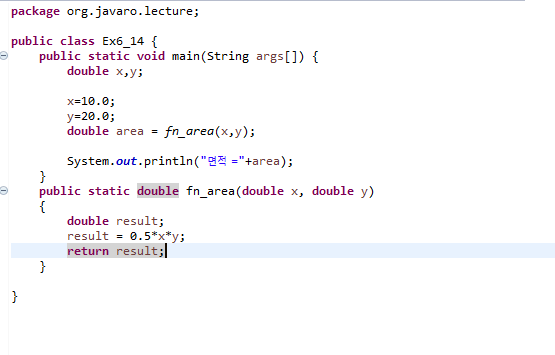 package org.javaro.lecture;
public class Ex6_14 {
public static void main(String args[]) {
double x,y;
x=10.0;
y=20.0;
double area = fn_area(x,y);
System.out.println("면적 ="+area);
}
public static double fn_area(double x, double y)
{
double result;
result = 0.5*x*y;
return result;
}
}